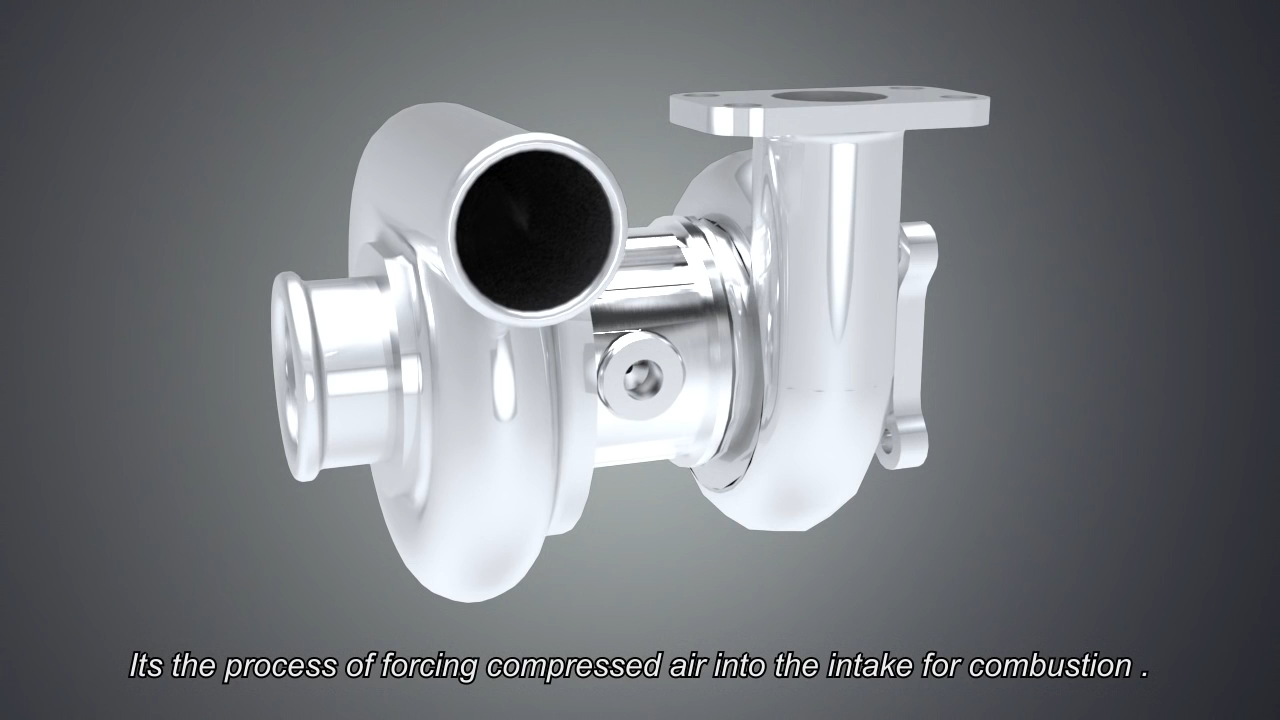 Its the process of forcing compressed air into the intake for combustion .